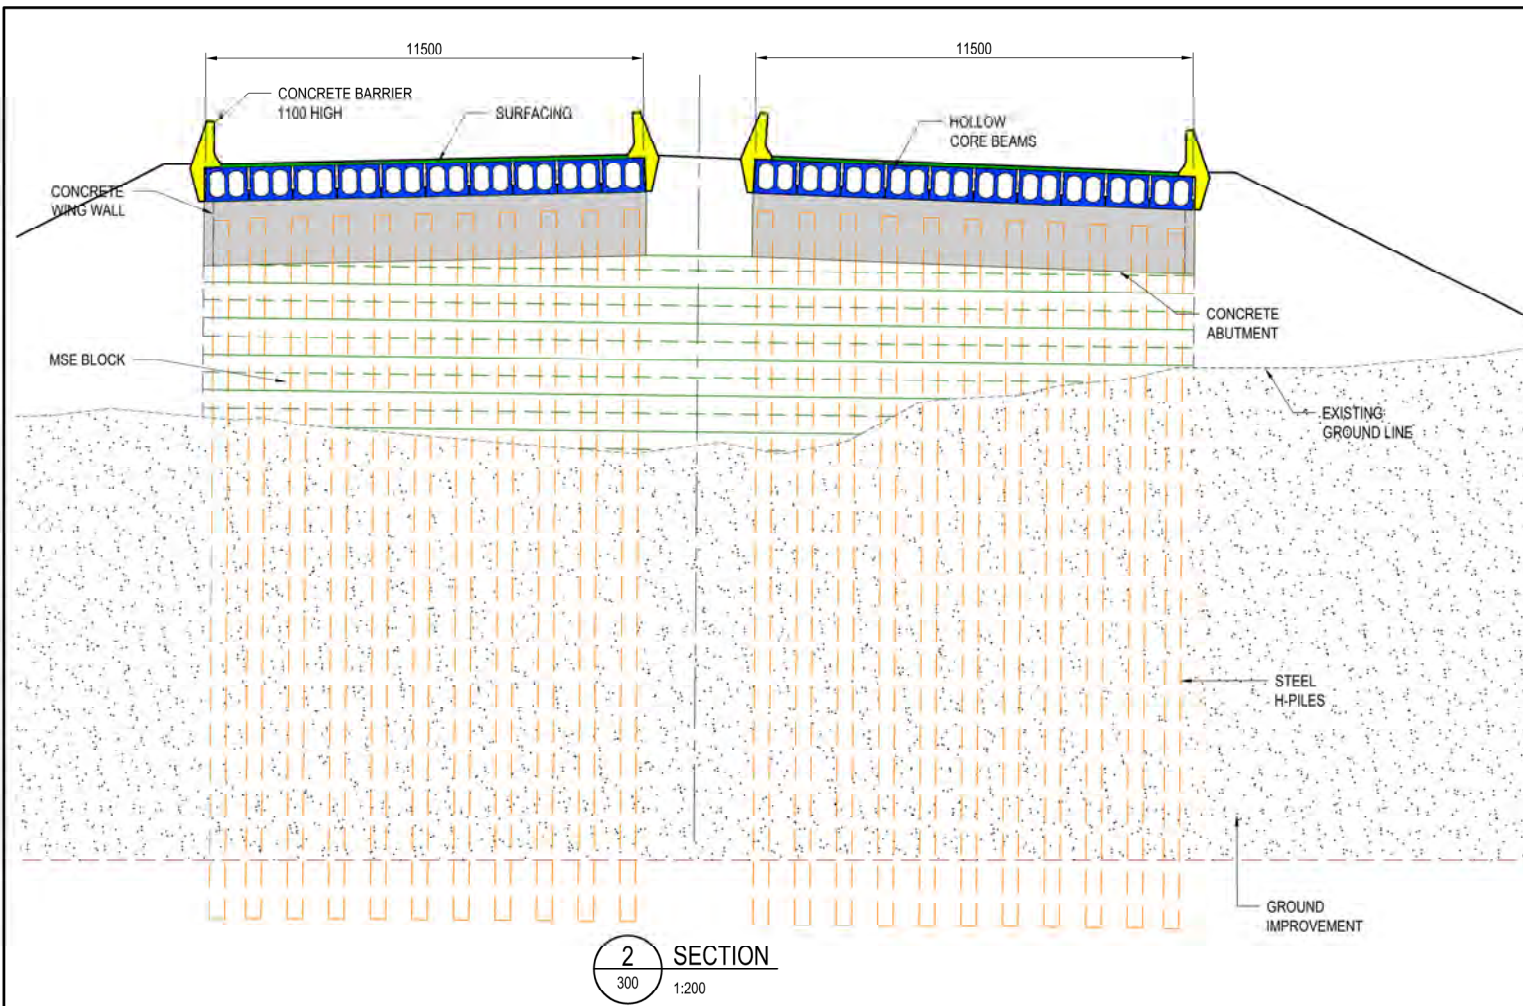 11500
11500
CONCRETE BARRIER
1100 HIGH
SURFACING
HOLLOW
CORE BEAMS
CONCRETE
WING WALL
CONCRETE
ABUTMENT
MSE BLOCK
EXISTING
GROUND LINE
STEEL
H-PILES
GROUND
IMPROVEMENT
2 SECTION
300 1:200